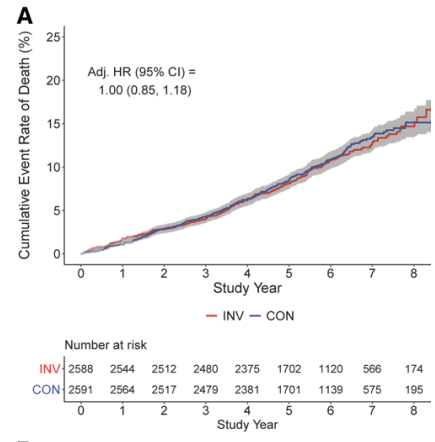 A
Cumulative Event Rate of Death (%)
25
20
15
10
5
0
Adj. HR (95% CI) =
1.00 (0.85, 1.18)
0 1 2 3 4 5 6 7 8
Study Year
INV CON
Number at risk
INV 2588 2544 2512 2480 2375 1702 1120 566 174
CON 2591 2564 2517 2479 2381 1701 1139 575 195
0 1 2 3 4 5 6 7 8
Study Year